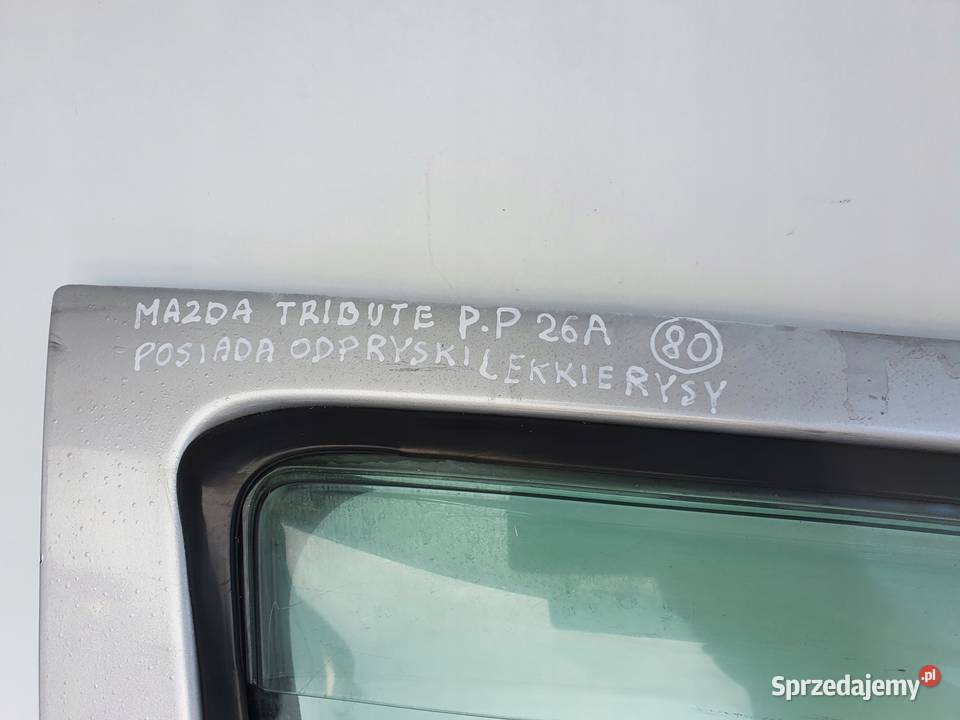 MAZDA TRIBUTE P.P 26A 80
POSIADA ODPRYSKI LEKKIE RYSY
Sprzedajemy.pl